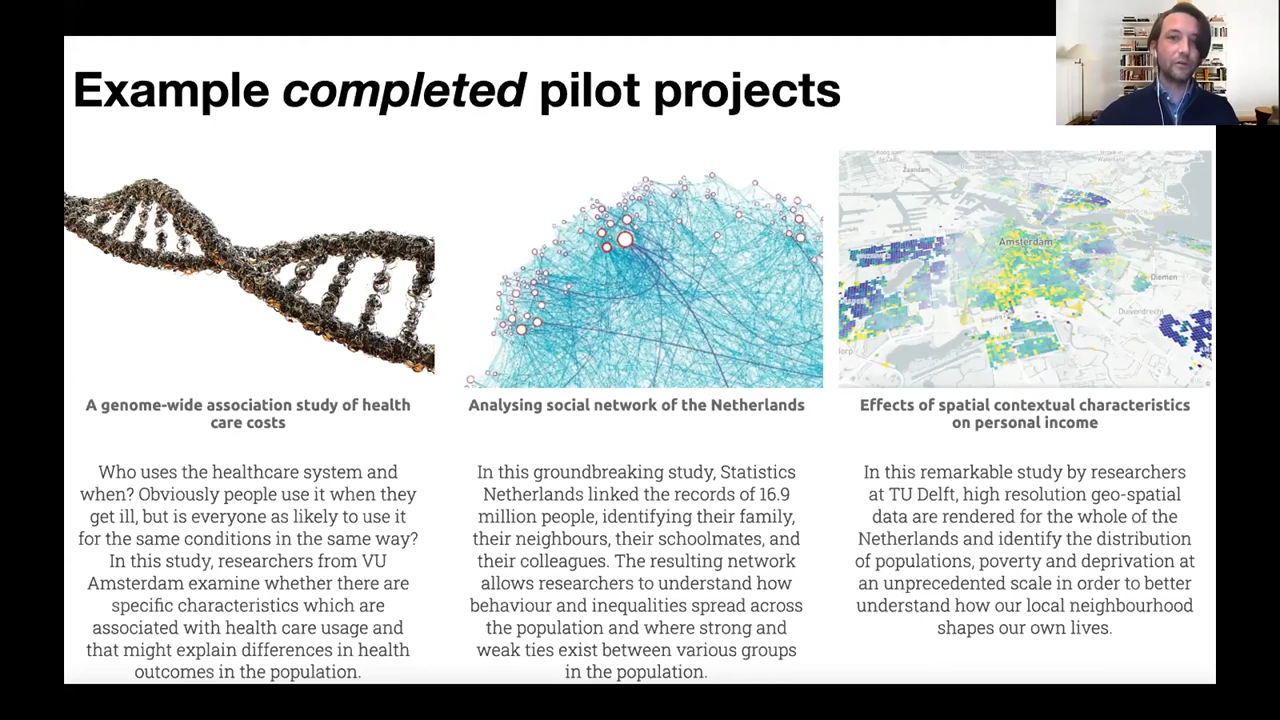 Example completed pilot projects
Zaandam
Amsterdam
Diemen
Duivendrecht
A genome-wide association study of health
care costs
Who uses the healthcare system and
when? Obviously people use it when they
get ill, but is everyone as likely to use it
for the same conditions in the same way?
In this study, researchers from VU
Amsterdam examine whether there are
specific characteristics which are
associated with health care usage and
that might explain differences in health
outcomes in the population.
Analysing social network of the Netherlands
In this groundbreaking study, Statistics
Netherlands linked the records of 16.9
million people, identifying their family,
their neighbours, their schoolmates, and
their colleagues. The resulting network
allows researchers to understand how
behaviour and inequalities spread across
the population and where strong and
weak ties exist between various groups
in the population.
Effects of spatial contextual characteristics
on personal income
In this remarkable study by researchers
at TU Delft, high resolution geo-spatial
data are rendered for the whole of the
Netherlands and identify the distribution
of populations, poverty and deprivation at
an unprecedented scale in order to better
understand how our local neighbourhood
shapes our own lives.